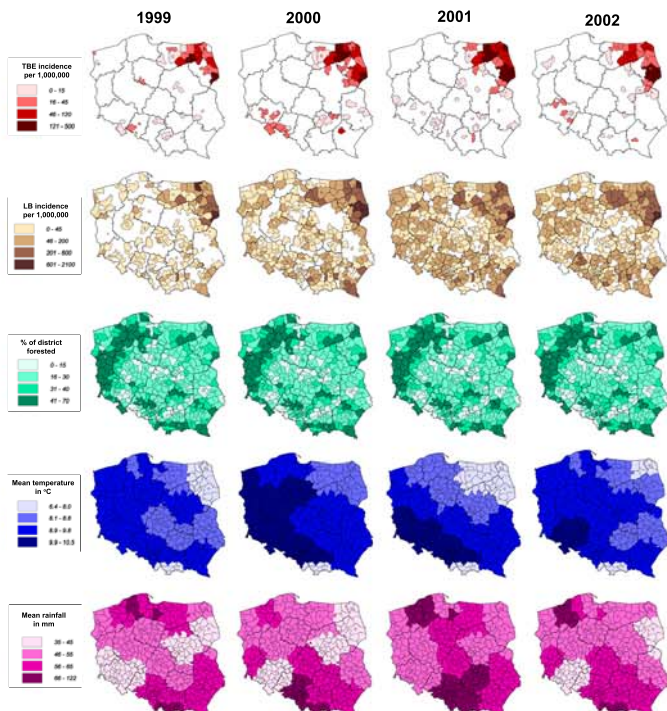 1999 2000 2001 2002
TBE incidence
per 1,000,000
0 - 15
16 - 45
46 - 120
121 - 500
LB incidence
per 1,000,000
0 - 45
46 - 200
201 - 600
601 - 2100
% of district
forested
0 - 15
16 - 30
31 - 40
41 - 70
Mean temperature
in °C
6.4 - 8.0
8.1 - 8.8
8.9 - 9.8
9.9 - 10.5
Mean rainfall
in mm
35 - 45
46 - 55
56 - 65
66 - 122